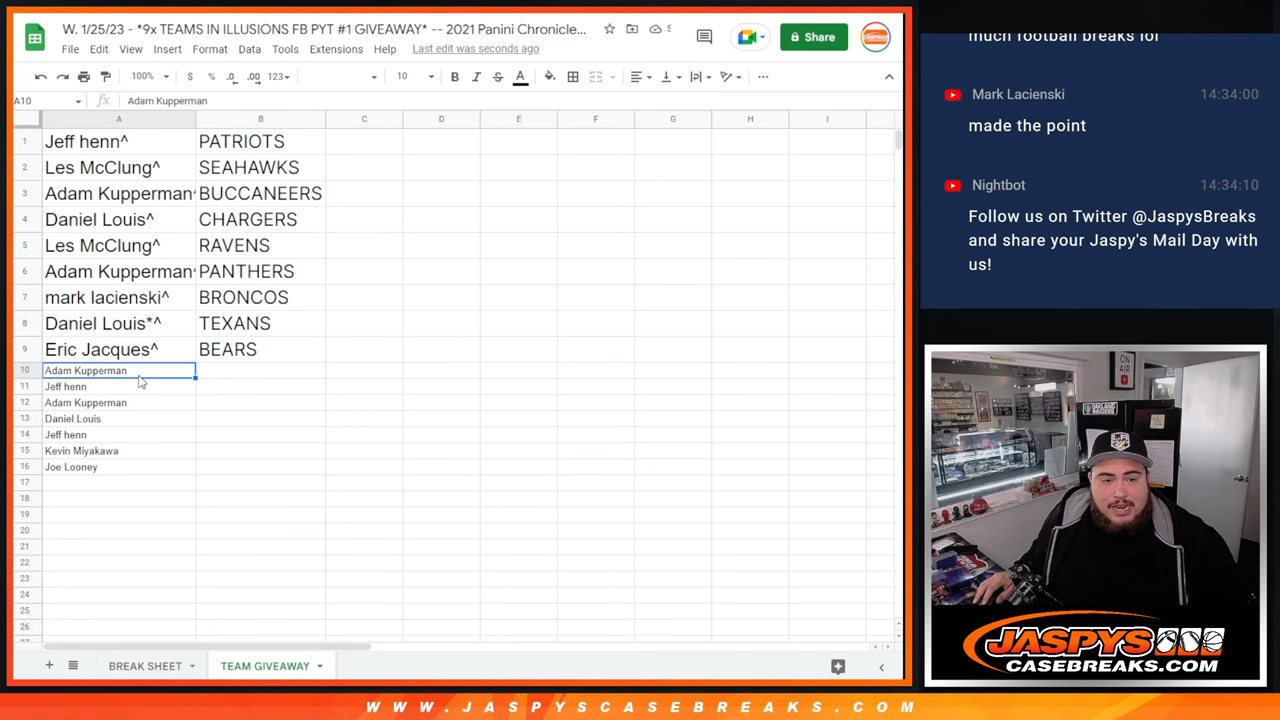 W. 1/25/23 - *9x TEAMS IN ILLUSIONS FB PYT #1 GIVEAWAY* -- 2021 Panini Chronicle...
File Edit View Insert Format Data Tools Extensions Help Last edit was seconds ago
Share
100% $ % .0 .00 123 10 B I S A
A10 fx Adam Kupperman
A B C D E F G H I
1 Jeff henn^ PATRIOTS
2 Les McClung^ SEAHAWKS
3 Adam Kupperman^ BUCCANEERS
4 Daniel Louis^ CHARGERS
5 Les McClung^ RAVENS
6 Adam Kupperman^ PANTHERS
7 mark lacienski^ BRONCOS
8 Daniel Louis*^ TEXANS
9 Eric Jacques^ BEARS
10 Adam Kupperman
11 Jeff henn
12 Adam Kupperman
13 Daniel Louis
14 Jeff henn
15 Kevin Miyakawa
16 Joe Looney
17
18
19
20
21
22
23
24
25
26
BREAK SHEET TEAM GIVEAWAY
much football breaks lol
Mark Lacienski 14:34:00
made the point
Nightbot 14:34:10
Follow us on Twitter @JaspysBreaks
and share your Jaspy's Mail Day with
us!
ON
AIR
JASPYS
CASEBREAKS.COM
WWW.JASPYSCASEBREAKS.COM